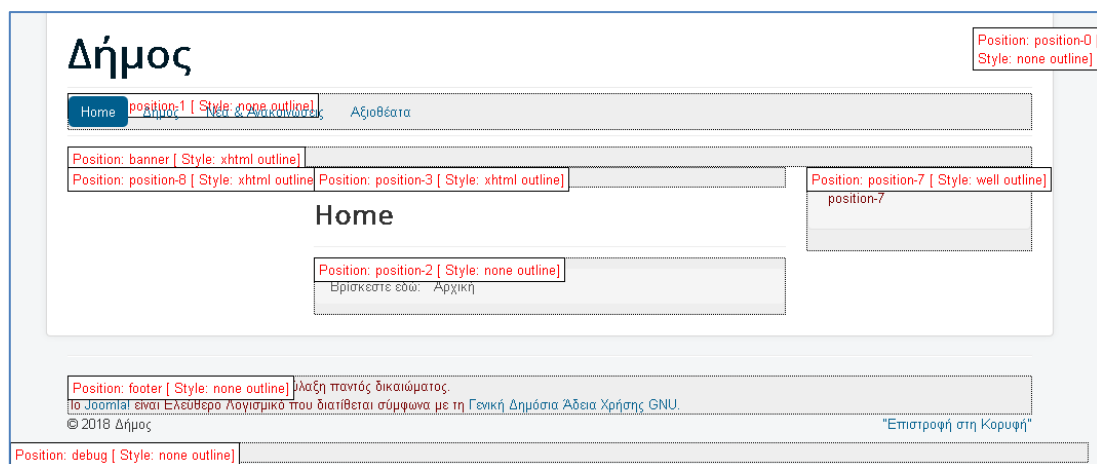 Δήμος
Position: position-0 [
Style: none outline]
position-1 [ Style: none outline]
Home Δήμος Νέα & Ανακοινώσεις Αξιοθέατα
Position: banner [ Style: xhtml outline]
Position: position-8 [ Style: xhtml outline Position: position-3 [ Style: xhtml outline] Position: position-7 [ Style: well outline]
position-7
Home
Position: position-2 [ Style: none outline]
Βρίσκεστε εδώ: Αρχική
Position: footer [ Style: none outline] παντός δικαιώματος.
Το Joomla! είναι Ελεύθερο Λογισμικό που διατίθεται σύμφωνα με τη Γενική Δημόσια Άδεια Χρήσης GNU.
© 2018 Δήμος "Επιστροφή στη Κορυφή"
Position: debug [ Style: none outline]